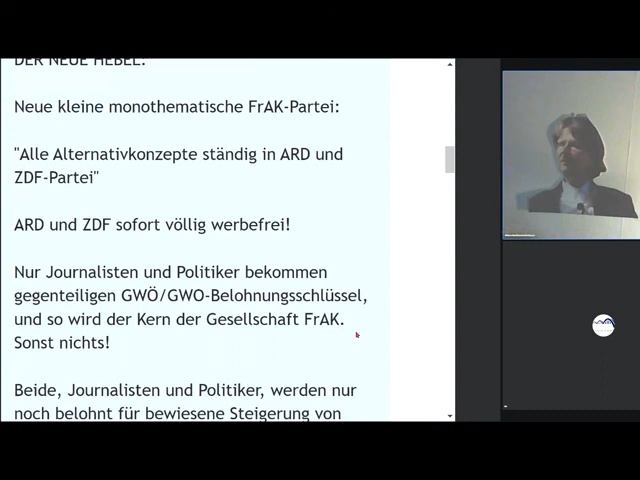 DER NEUE HEBEL:
Neue kleine monothematische FrAK-Partei:
"Alle Alternativkonzepte ständig in ARD und
ZDF-Partei"
ARD und ZDF sofort völlig werbefrei!
Nur Journalisten und Politiker bekommen
gegenteiligen GWÖ/GWO-Belohnungsschlüssel,
und so wird der Kern der Gesellschaft FrAK.
Sonst nichts!
Beide, Journalisten und Politiker, werden nur
noch belohnt für bewiesene Steigerung von